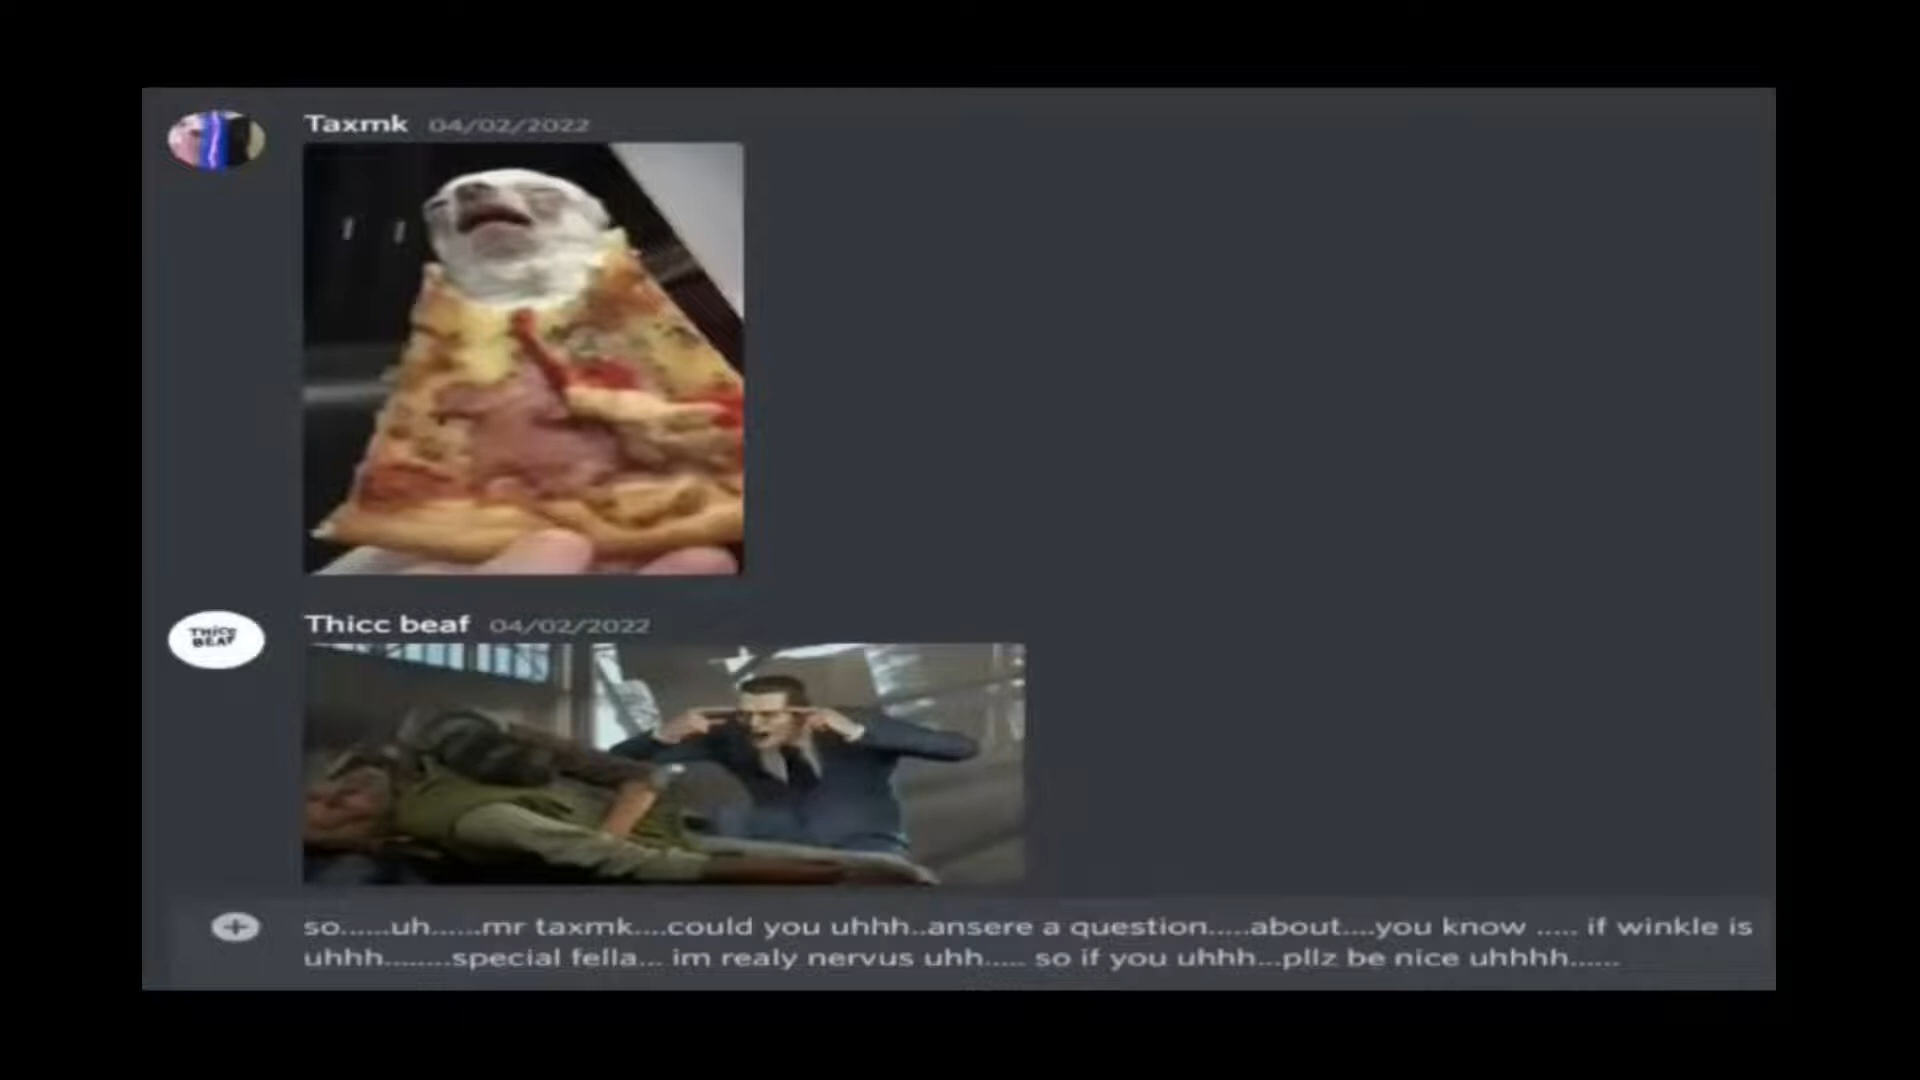 Taxmk 04/02/2022
Thicc beaf 04/02/2022
THICC
BEAF
so......uh......mr taxmk....could you uhhh..ansere a question.....about....you know ..... if winkle is
uhhh........special fella... im realy nervus uhh..... so if you uhhh...pllz be nice uhhhh......